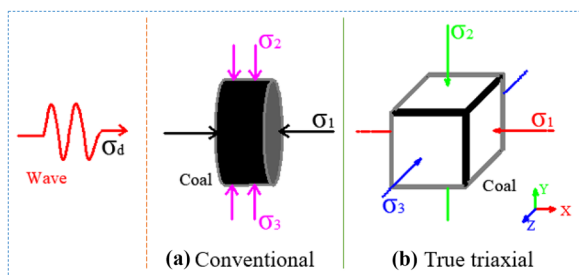 σd
Wave
σ2
σ1
Coal
σ3
(a) Conventional
σ2
σ1
σ3
Coal
Y
X
Z
(b) True triaxial